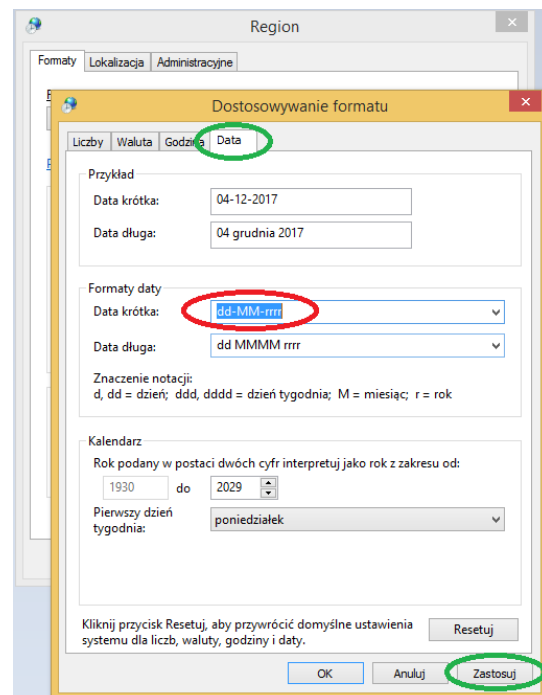 Region
Formaty Lokalizacja Administracyjne
Dostosowywanie formatu
Liczby Waluta Godzina Data
Przykład
Data krótka: 04-12-2017
Data długa: 04 grudnia 2017
Formaty daty
Data krótka: dd-MM-rrrr
Data długa: dd MMMM rrrr
Znaczenie notacji:
d, dd = dzień; ddd, dddd = dzień tygodnia; M = miesiąc; r = rok
Kalendarz
Rok podany w postaci dwóch cyfr interpretuj jako rok z zakresu od:
1930 do 2029
Pierwszy dzień
tygodnia: poniedziałek
Kliknij przycisk Resetuj, aby przywrócić domyślne ustawienia
systemu dla liczb, waluty, godziny i daty.
Resetuj
OK Anuluj Zastosuj